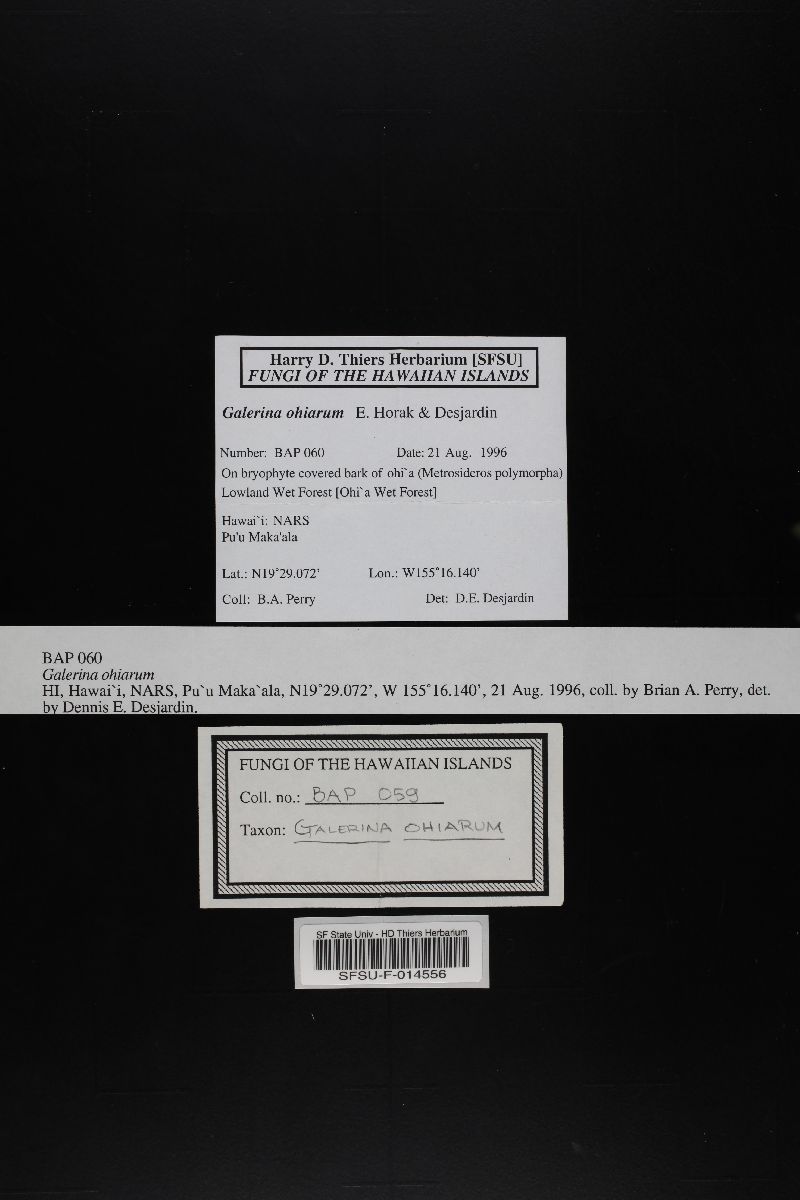 Harry D. Thiers Herbarium [SFSU]
FUNGI OF THE HAWAIIAN ISLANDS
Galerina ohiarum E. Horak & Desjardin
Number: BAP 060 Date: 21 Aug. 1996
On bryophyte covered bark of ohi`a (Metrosideros polymorpha)
Lowland Wet Forest [Ohi`a Wet Forest]
Hawai`i: NARS
Pu'u Maka'ala
Lat.: N19°29.072’ Lon.: W155°16.140’
Coll: B.A. Perry Det: D.E. Desjardin
BAP 060
Galerina ohiarum
HI, Hawai`i, NARS, Pu`u Maka`ala, N19°29.072’, W 155°16.140’, 21 Aug. 1996, coll. by Brian A. Perry, det.
by Dennis E. Desjardin.
FUNGI OF THE HAWAIIAN ISLANDS
Coll. no.: BAP 059
Taxon: GALERINA OHIARUM
SF State Univ - HD Thiers Herbarium
SFSU-F-014556